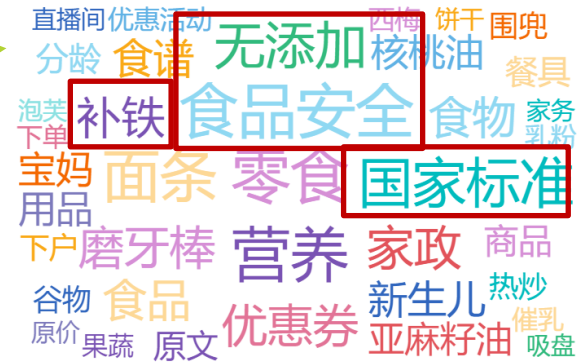 直播间 优惠活动 西梅 饼干 围兜
分龄 食谱 无添加 核桃油 餐具
泡芙 补铁 食品安全 食物 家务
下单 乳粉
宝妈 面条 零食 国家标准
用品
下户 磨牙棒 营养 家政 商品
谷物 食品 新生儿 热炒
原价 果蔬 原文 优惠券 亚麻籽油 催乳
吸盘